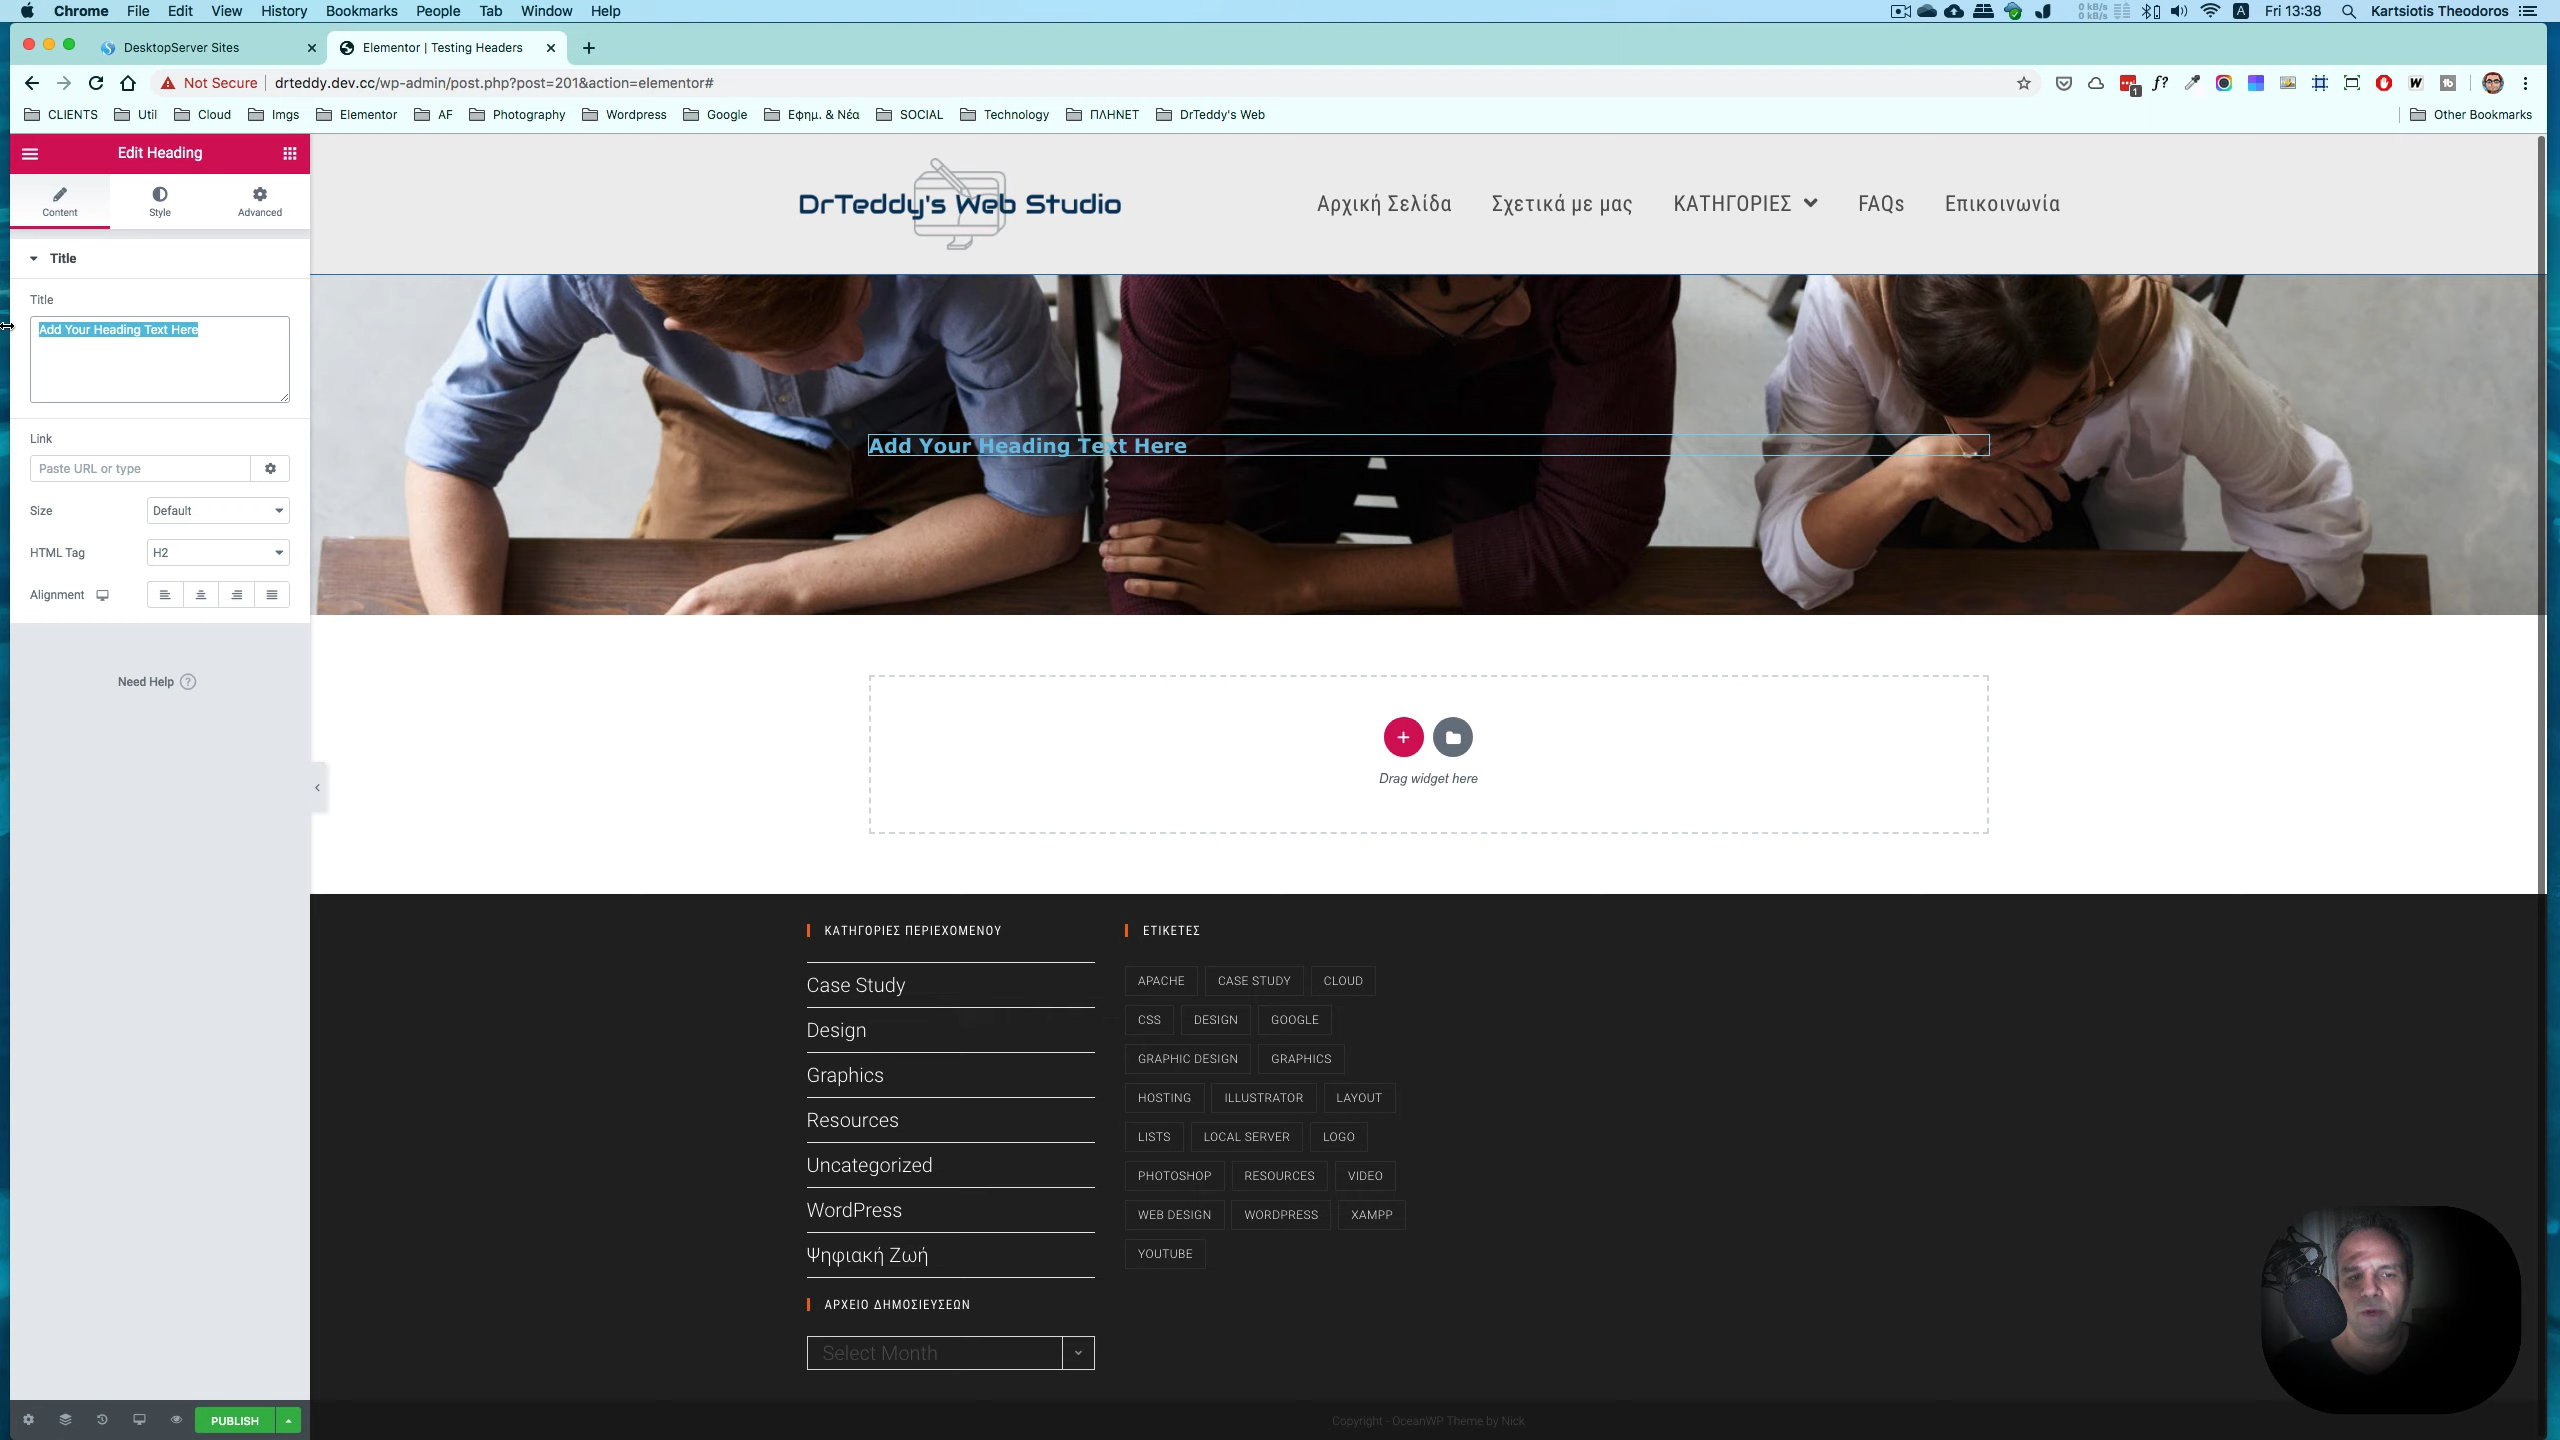 Chrome File Edit View History Bookmarks People Tab Window Help
0 kB/s
0 kB/s
A Fri 13:38 Kartsiotis Theodoros
DesktopServer Sites
Elementor | Testing Headers
Not Secure drteddy.dev.cc/wp-admin/post.php?post=201&action=elementor#
CLIENTS Util Cloud Imgs Elementor AF Photography Wordpress Google Εφημ. & Νέα SOCIAL Technology ΠΛΗΝΕΤ DrTeddy's Web Other Bookmarks
Edit Heading
Content Style Advanced
Title
Title
Add Your Heading Text Here
Link
Paste URL or type
Size Default
HTML Tag H2
Alignment
Need Help ?
PUBLISH
DrTeddy's Web Studio
Αρχική Σελίδα Σχετικά με μας ΚΑΤΗΓΟΡΙΕΣ FAQs Επικοινωνία
Add Your Heading Text Here
Drag widget here
ΚΑΤΗΓΟΡΙΕΣ ΠΕΡΙΕΧΟΜΕΝΟΥ
Case Study
Design
Graphics
Resources
Uncategorized
WordPress
Ψηφιακή Ζωή
ΑΡΧΕΙΟ ΔΗΜΟΣΙΕΥΣΕΩΝ
Select Month
ΕΤΙΚΕΤΕΣ
APACHE CASE STUDY CLOUD
CSS DESIGN GOOGLE
GRAPHIC DESIGN GRAPHICS
HOSTING ILLUSTRATOR LAYOUT
LISTS LOCAL SERVER LOGO
PHOTOSHOP RESOURCES VIDEO
WEB DESIGN WORDPRESS XAMPP
YOUTUBE
Copyright - OceanWP Theme by Nick